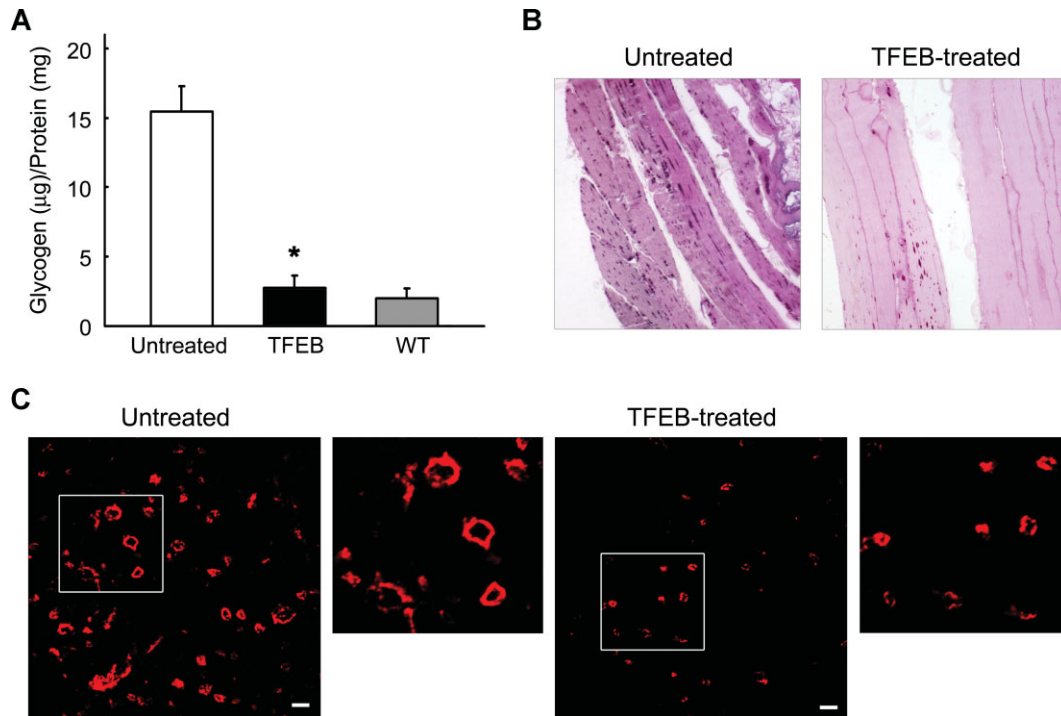 A
Glycogen (μg)/Protein (mg)
20
15
10
5
0
*
Untreated TFEB WT
B
Untreated TFEB-treated
C
Untreated TFEB-treated